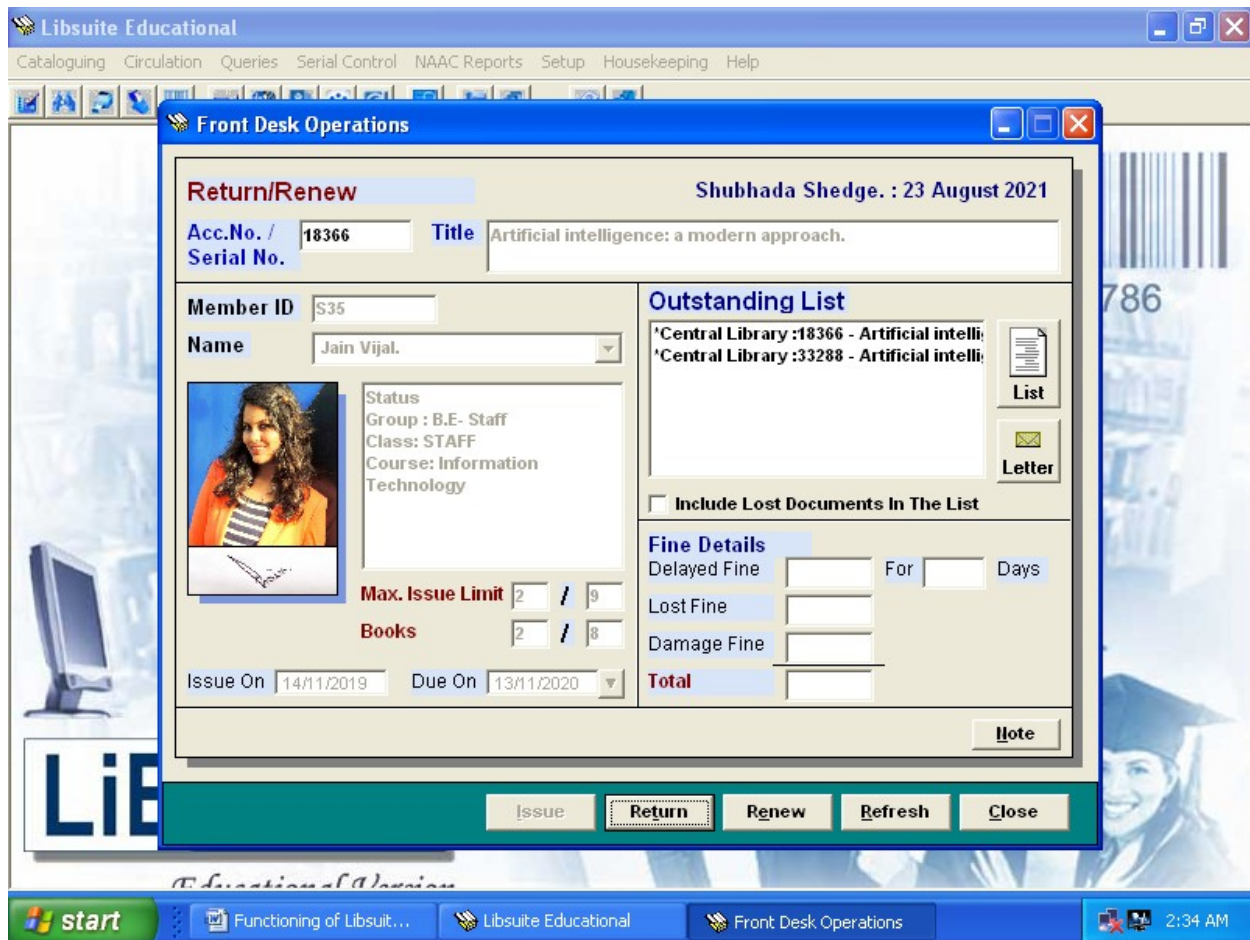 Libsuite Educational
Cataloguing Circulation Queries Serial Control NAAC Reports Setup Housekeeping Help
Front Desk Operations
Return/Renew
Shubhada Shedge. : 23 August 2021
Acc.No. / Serial No.
18366
Title
Artificial intelligence: a modern approach.
Member ID
S35
Name
Jain Vijal.
Status
Group : B.E- Staff
Class: STAFF
Course: Information
Technology
Max. Issue Limit 2 / 9
Books 2 / 8
Issue On 14/11/2019 Due On 13/11/2020
Outstanding List
*Central Library :18366 - Artificial intelli
*Central Library :33288 - Artificial intelli
List
Letter
Include Lost Documents In The List
Fine Details
Delayed Fine For Days
Lost Fine
Damage Fine
Total
Note
Issue Return Renew Refresh Close
786
LiB
Educational Version
start Functioning of Libsuit... Libsuite Educational Front Desk Operations 2:34 AM